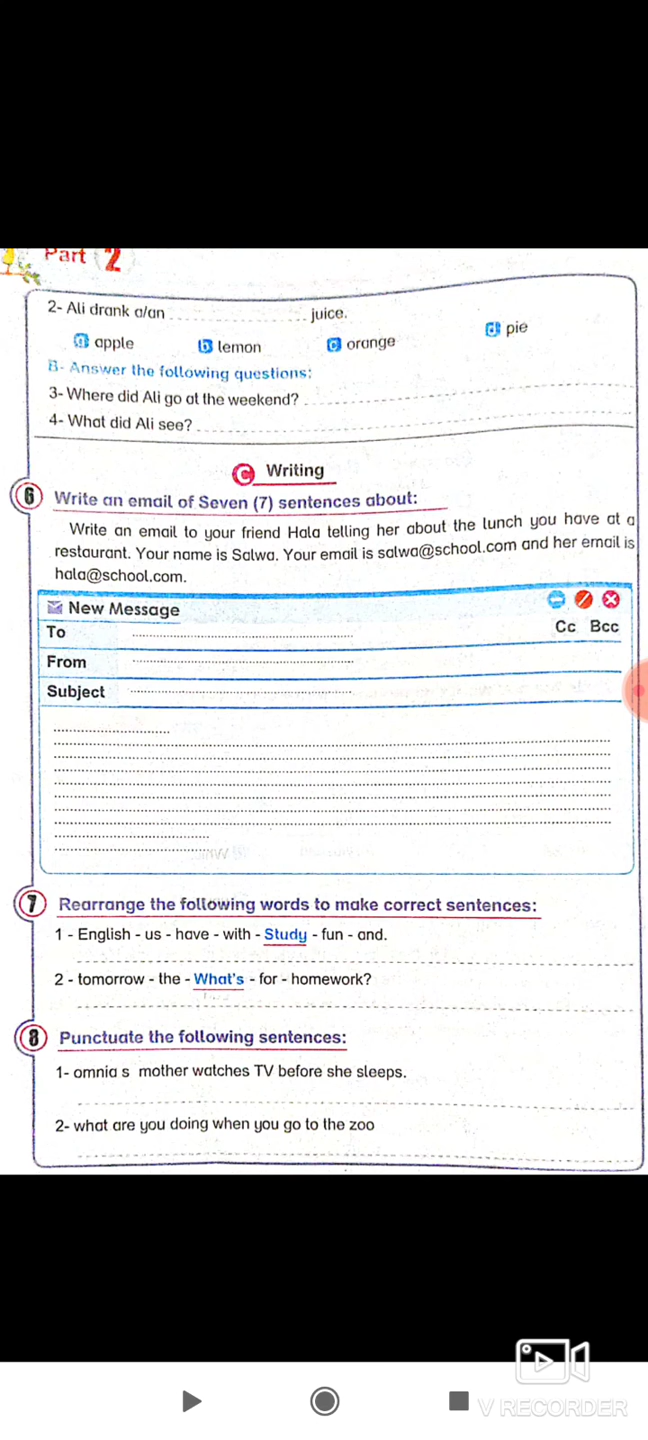 Part 2
2- Ali drank a/an .................... juice.
a apple b lemon c orange d pie
B- Answer the following questions:
3- Where did Ali go at the weekend?
4- What did Ali see?
C Writing
6 Write an email of Seven (7) sentences about:
Write an email to your friend Hala telling her about the lunch you have at a
restaurant. Your name is Salwa. Your email is salwa@school.com and her email is
hala@school.com.
New Message
To Cc Bcc
From
Subject
7 Rearrange the following words to make correct sentences:
1 - English - us - have - with - Study - fun - and.
2 - tomorrow - the - What's - for - homework?
8 Punctuate the following sentences:
1- omnia s mother watches TV before she sleeps.
2- what are you doing when you go to the zoo
V RECORDER